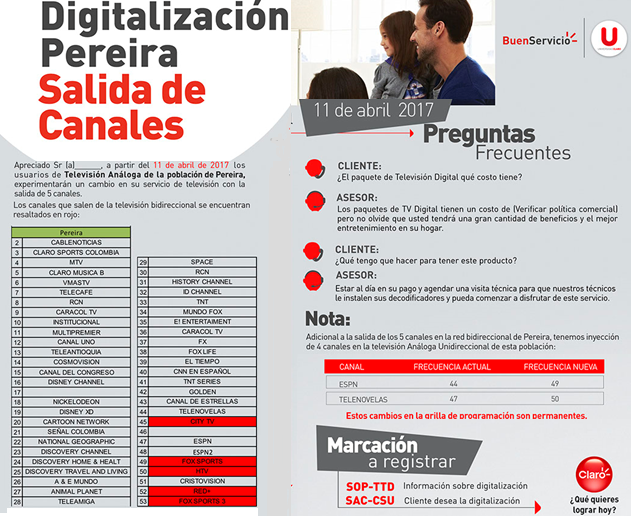 Digitalización
Pereira
Salida de
Canales
Apreciado Sr (a)______, a partir del 11 de abril de 2017 los
usuarios de Televisión Análoga de la población de Pereira,
experimentarán un cambio en su servicio de televisión con la
salida de 5 canales.
Los canales que salen de la televisión bidireccional se encuentran
resaltados en rojo:
Pereira
2 CABLENOTICIAS
3 CLARO SPORTS COLOMBIA
4 MTV
5 CLARO MUSICA B
6 VMASTV
7 TELECAFE
8 RCN
9 CARACOL TV
10 INSTITUCIONAL
11 MULTIPREMIER
12 CANAL UNO
13 TELEANTIOQUIA
14 COSMOVISION
15 CANAL DEL CONGRESO
16 DISNEY CHANNEL
17
18 NICKELODEON
19 DISNEY XD
20 CARTOON NETWORK
21 SEÑAL COLOMBIA
22 NATIONAL GEOGRAPHIC
23 DISCOVERY CHANNEL
24 DISCOVERY HOME & HEALT
25 DISCOVERY TRAVEL AND LIVING
26 A & E MUNDO
27 ANIMAL PLANET
28 TELEAMIGA
29 SPACE
30 RCN
31 HISTORY CHANNEL
32 ID CHANNEL
33 TNT
34 MUNDO FOX
35 E! ENTERTAIMENT
36 CARACOL TV
37 FX
38 FOX LIFE
39 EL TIEMPO
40 CNN EN ESPAÑOL
41 TNT SERIES
42 GOLDEN
43 CANAL DE ESTRELLAS
44 TELENOVELAS
45 CITY TV
46
47 ESPN
48 ESPN2
49 FOX SPORTS
50 HTV
51 CRISTOVISION
52 RED+
53 FOX SPORTS 3
BuenServicio
U
11 de abril 2017
Preguntas
Frecuentes
CLIENTE:
¿El paquete de Televisión Digital qué costo tiene?
ASESOR:
Los paquetes de TV Digital tienen un costo de (Verificar política comercial)
pero no olvide que usted tendrá una gran cantidad de beneficios y el mejor
entretenimiento en su hogar.
CLIENTE:
¿Qué tengo que hacer para tener este producto?
ASESOR:
Estar al día en su pago y agendar una visita técnica para que nuestros técnicos
le instalen sus decodificadores y pueda comenzar a disfrutar de este servicio.
Nota:
Adicional a la salida de los 5 canales en la red bidireccional de Pereira, tenemos inyección
de 4 canales en la televisión Análoga Unidireccional de esta población:
CANAL FRECUENCIA ACTUAL FRECUENCIA NUEVA
ESPN 44 49
TELENOVELAS 47 50
Estos cambios en la grilla de programación son permanentes.
Marcación
a registrar
SOP-TTD Información sobre digitalización
SAC-CSU Cliente desea la digitalización
Claro
¿Qué quieres
lograr hoy?